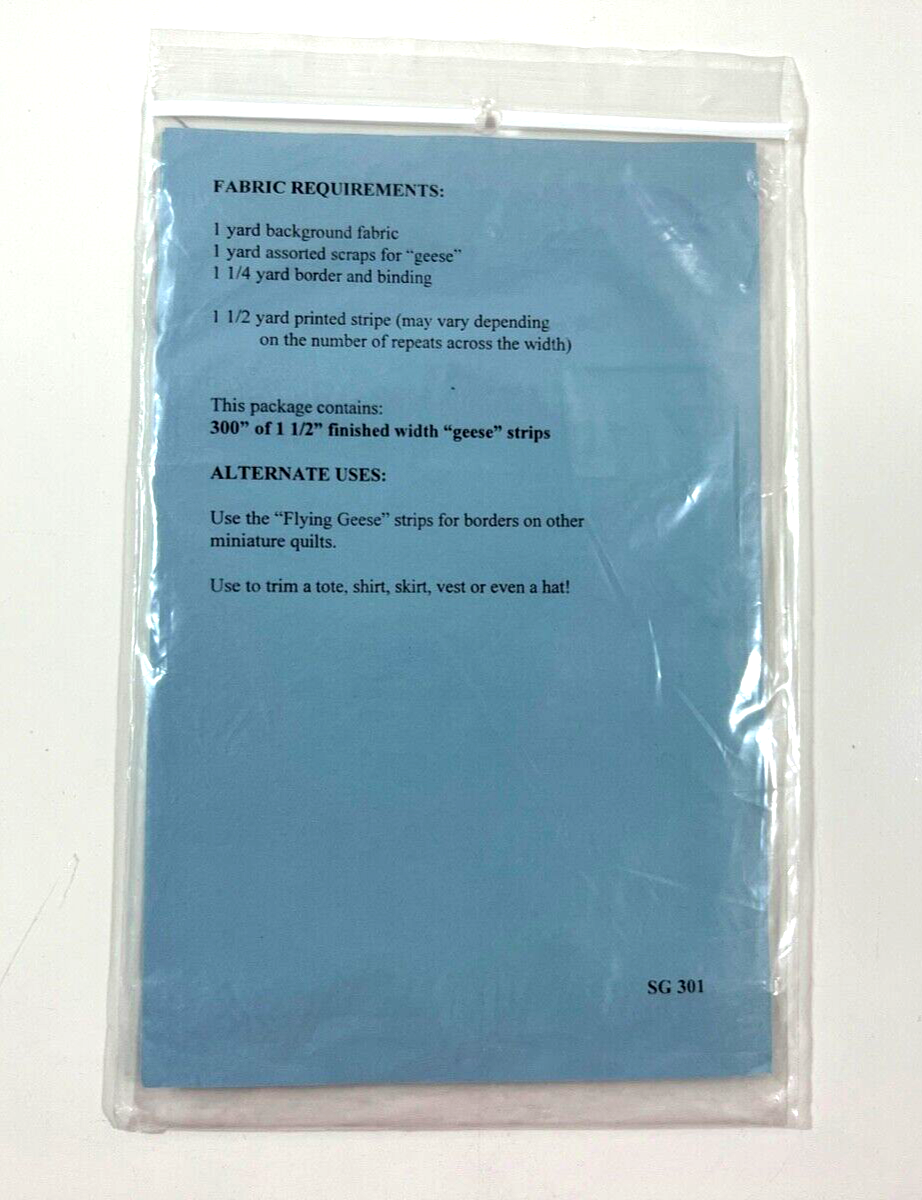 FABRIC REQUIREMENTS:
1 yard background fabric
1 yard assorted scraps for “geese”
1 1/4 yard border and binding
1 1/2 yard printed stripe (may vary depending
on the number of repeats across the width)
This package contains:
300” of 1 1/2” finished width “geese” strips
ALTERNATE USES:
Use the “Flying Geese” strips for borders on other
miniature quilts.
Use to trim a tote, shirt, skirt, vest or even a hat!
SG 301